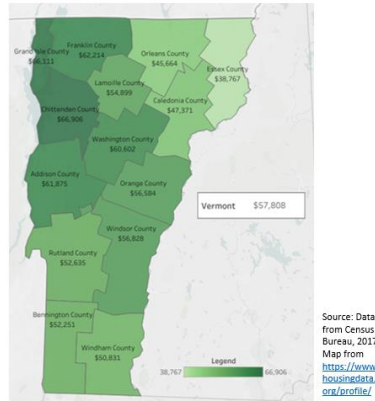 Franklin County
$62,214
Grand Isle County
$66,111
Orleans County
$45,664
Essex County
$38,767
Lamoille County
$54,899
Caledonia County
$47,371
Chittenden County
$66,906
Washington County
$60,602
Addison County
$61,875
Orange County
$56,584
Vermont $57,808
Windsor County
$56,828
Rutland County
$52,635
Bennington County
$52,251
Windham County
$50,831
Legend
38,767 66,906
Source: Data
from Census
Bureau, 2017
Map from
https://www
housingdata.
org/profile/